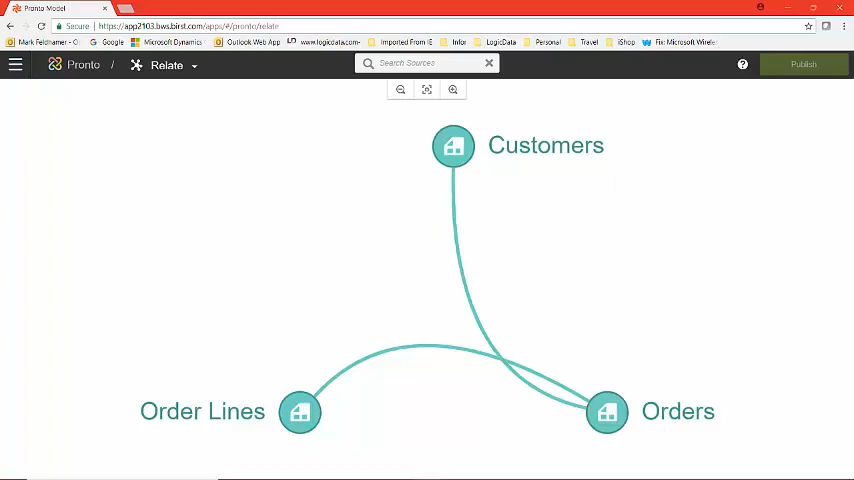 Pronto Model
Secure https://app2103.bws.birst.com/apps/#/pronto/relate
Mark Feldhamer - O Google Microsoft Dynamics Outlook Web App www.logicdata.com- Imported From IE Infor LogicData Personal Travel iShop Fix: Microsoft Wirele
Pronto / Relate Search Sources Publish
Customers
Order Lines
Orders